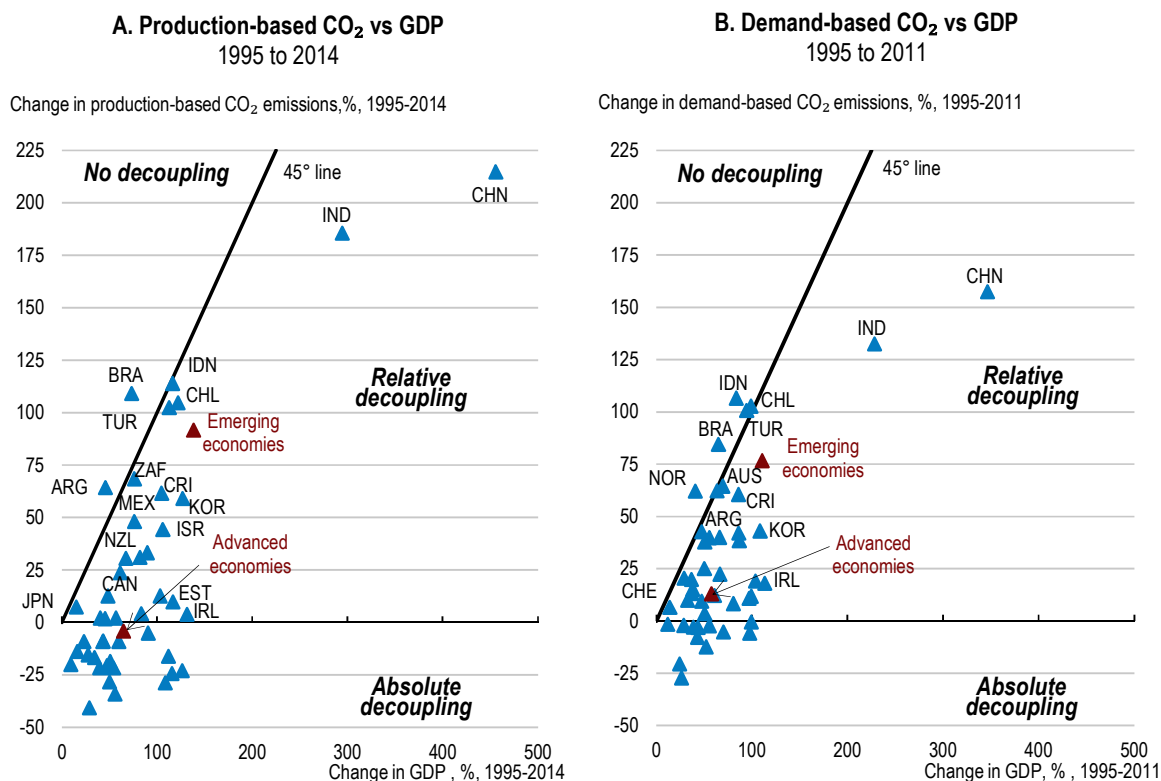 A. Production-based CO₂ vs GDP
1995 to 2014
Change in production-based CO₂ emissions,%, 1995-2014
225
200
175
150
125
100
75
50
25
0
-25
-50
No decoupling
45° line
CHN
IND
IDN
BRA
Relative
decoupling
CHL
TUR
Emerging
economies
ZAF
ARG
CRI
MEX
KOR
ISR
NZL
Advanced
economies
CAN
EST
JPN
IRL
Absolute
decoupling
0
100
200
300
400
500
Change in GDP , %, 1995-2014
B. Demand-based CO₂ vs GDP
1995 to 2011
Change in demand-based CO₂ emissions, %, 1995-2011
225
200
175
150
125
100
75
50
25
0
-25
-50
No decoupling
45° line
CHN
IND
IDN
Relative
decoupling
CHL
BRA
TUR
Emerging
economies
NOR
AUS
CRI
ARG
KOR
Advanced
economies
CHE
IRL
Absolute
decoupling
0
100
200
300
400
500
Change in GDP , %, 1995-2011